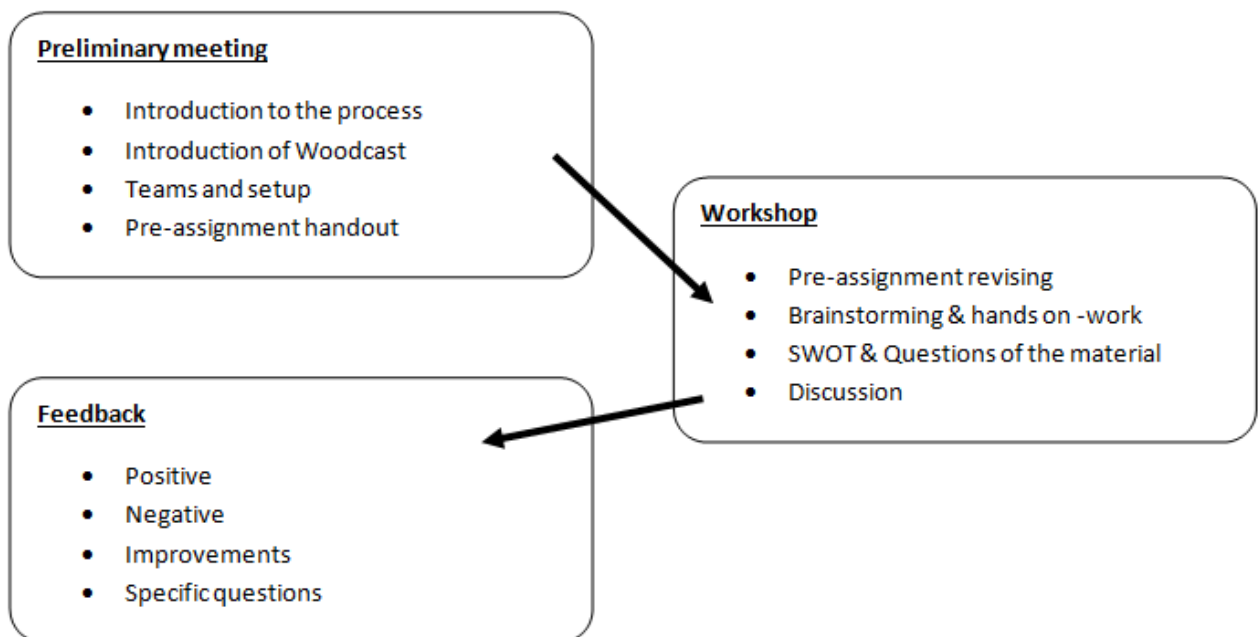 Preliminary meeting
• Introduction to the process
• Introduction of Woodcast
• Teams and setup
• Pre-assignment handout
Workshop
• Pre-assignment revising
• Brainstorming & hands on -work
• SWOT & Questions of the material
• Discussion
Feedback
• Positive
• Negative
• Improvements
• Specific questions